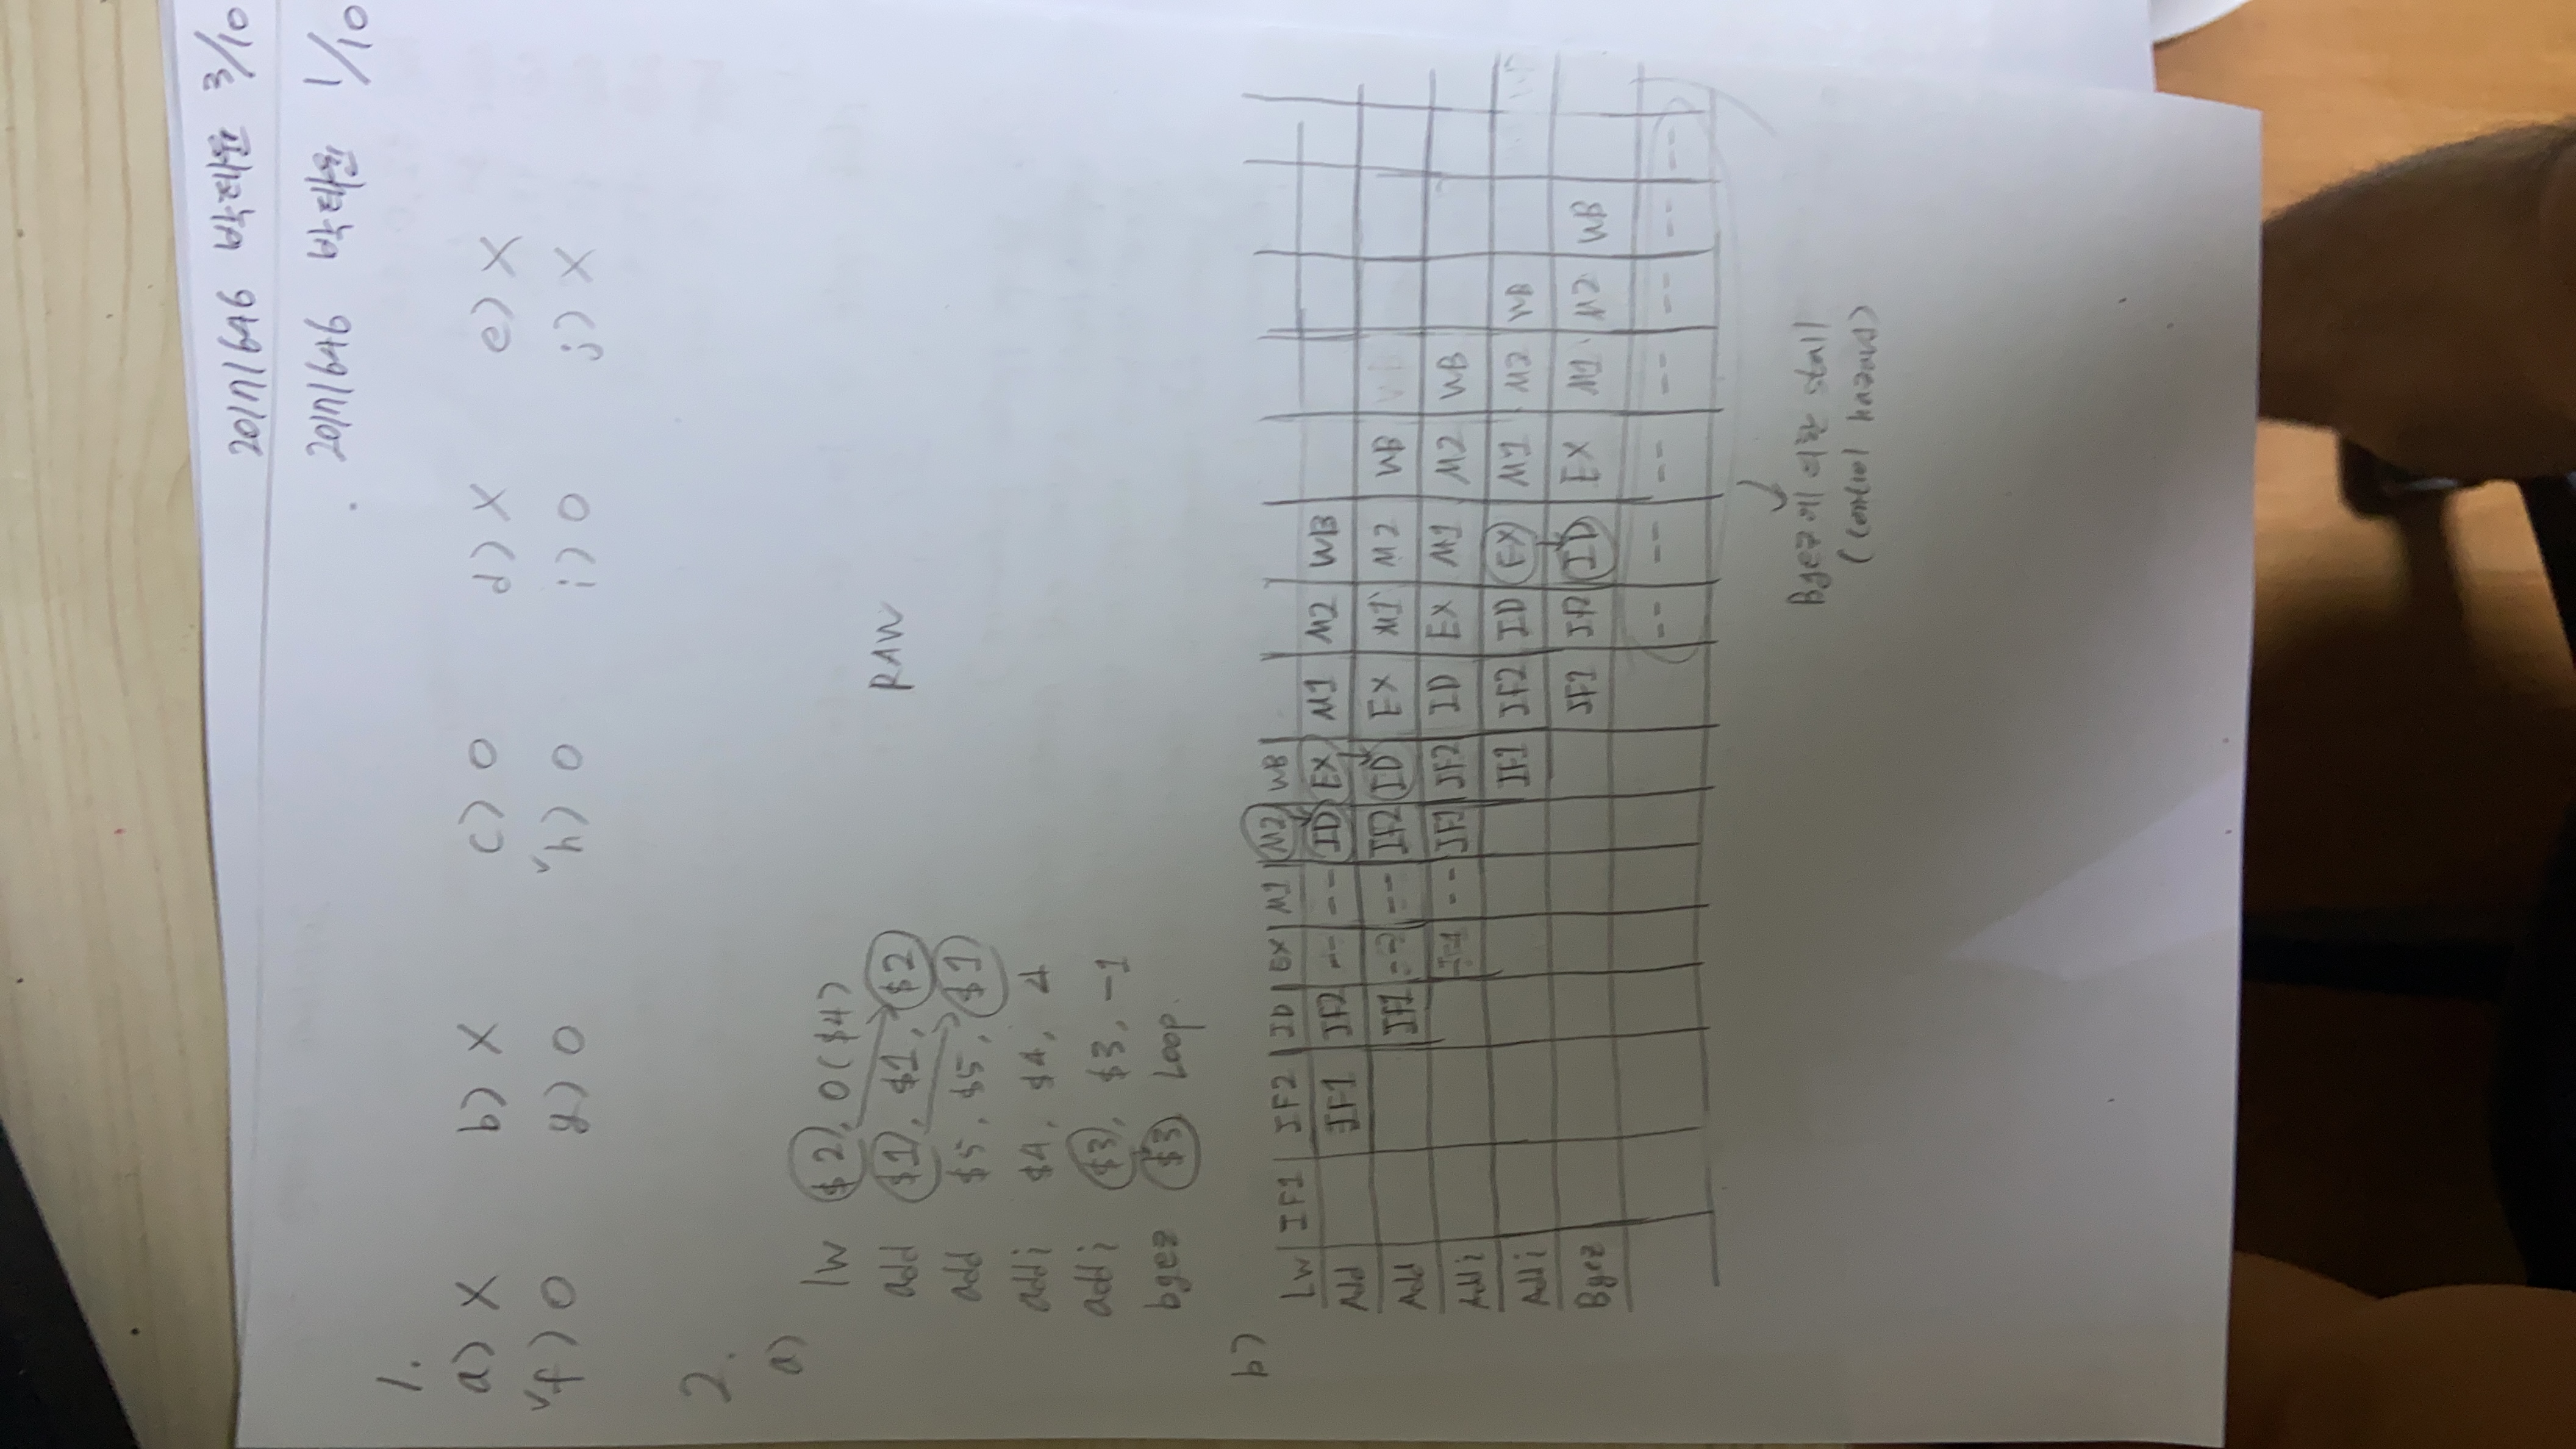 20171646 박태윤 3/10
20171646 박태윤 1/10
1.
a) X b) X c) O d) X e) X
✓f) O g) O ✓h) O i) O j) X
2.
a)
lw $2, 0($4)
add $1, $1, $2 RAW
add $5, $5, $1
addi $4, $4, 4
addi $3, $3, -1
bgez $3 Loop.
b)
Lw IF1 IF2 ID EX M1 M2 WB
Add IF1 IF2 -- -- ID EX M1 M2 WB
Add IF1 -- -- IF2 ID EX M1 M2 WB
Addi -- IF1 IF2 ID EX M1 M2 WB
Addi IF1 IF2 ID EX M1 M2 WB
Bgez IF1 IF2 ID EX M1 M2 WB
-- -- -- -- -- -- --
Bgez에 의한 stall
(control hazard)